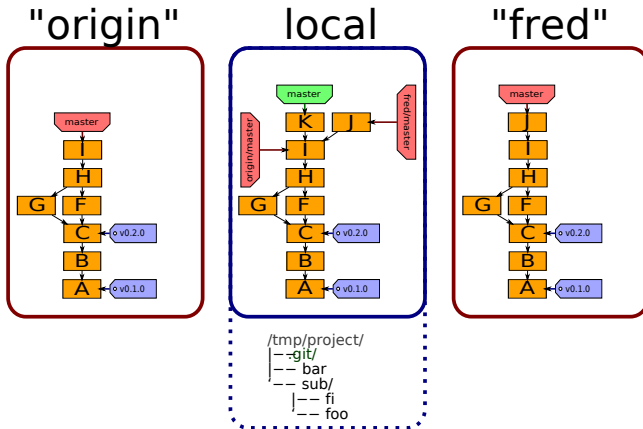 "origin"
master
I
H
G F
C v0.2.0
B
A v0.1.0
local
master
K J
fred/master
origin/master
I
H
G F
C v0.2.0
B
A v0.1.0
/tmp/project/
|−−.git/
|−− bar
‘−− sub/
|−− fi
‘−− foo
"fred"
master
J
I
H
G F
C v0.2.0
B
A v0.1.0